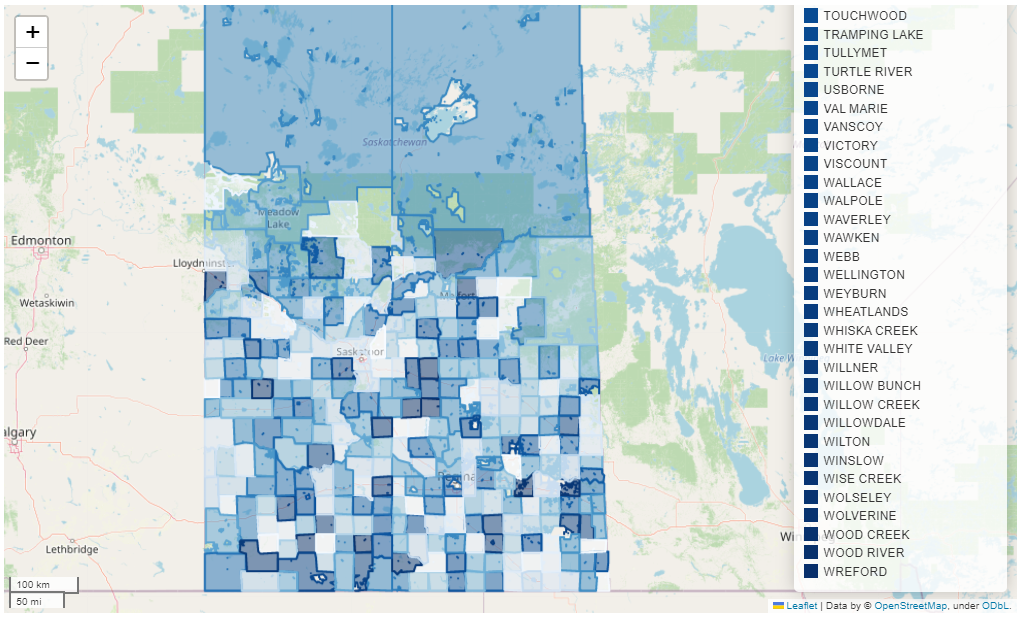 +
−
Edmonton
Wetaskiwin
Red Deer
algary
Lethbridge
Saskatchewan
Meadow
Lake
Saskatoon
Regina
Lake W
100 km
50 mi
TOUCHWOOD
TRAMPING LAKE
TULLYMET
TURTLE RIVER
USBORNE
VAL MARIE
VANSCOY
VICTORY
VISCOUNT
WALLACE
WALPOLE
WAVERLEY
WAWKEN
WEBB
WELLINGTON
WEYBURN
WHEATLANDS
WHISKA CREEK
WHITE VALLEY
WILLNER
WILLOW BUNCH
WILLOW CREEK
WILLOWDALE
WILTON
WINSLOW
WISE CREEK
WOLSELEY
WOLVERINE
WOOD CREEK
WOOD RIVER
WREFORD
Leaflet | Data by © OpenStreetMap, under ODbL.